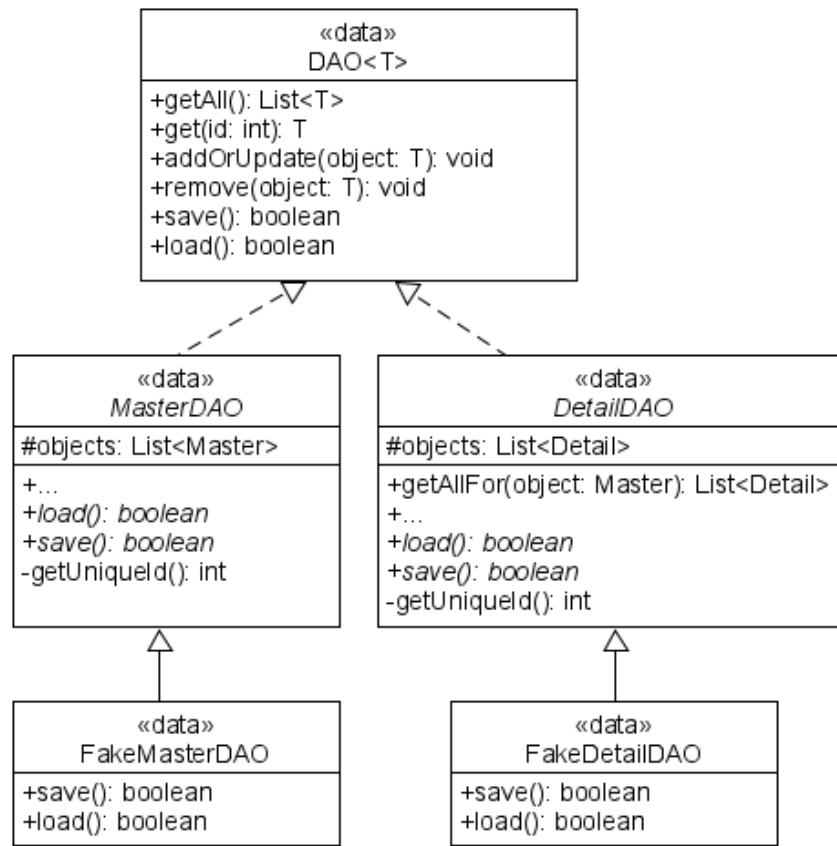 «data»
DAO<T>
+getAll(): List<T>
+get(id: int): T
+addOrUpdate(object: T): void
+remove(object: T): void
+save(): boolean
+load(): boolean
«data»
MasterDAO
#objects: List<Master>
+...
+load(): boolean
+save(): boolean
-getUniqueId(): int
«data»
DetailDAO
#objects: List<Detail>
+getAllFor(object: Master): List<Detail>
+...
+load(): boolean
+save(): boolean
-getUniqueId(): int
«data»
FakeMasterDAO
+save(): boolean
+load(): boolean
«data»
FakeDetailDAO
+save(): boolean
+load(): boolean